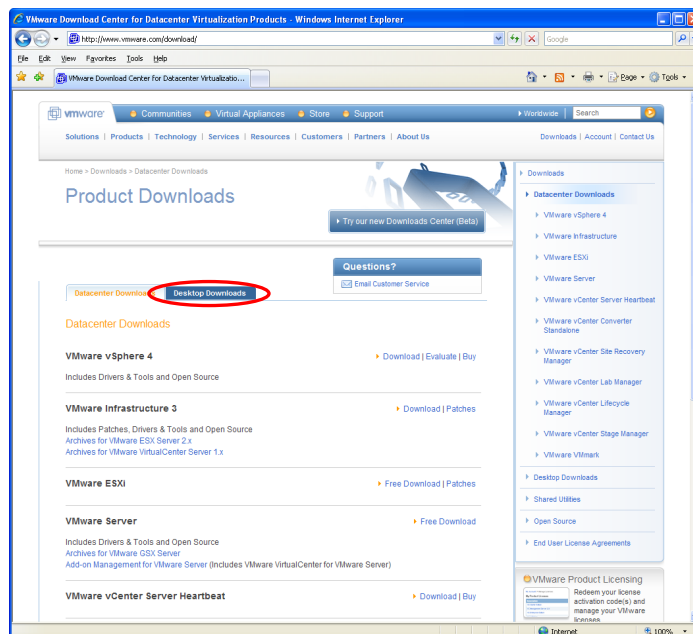 VMware Download Center for Datacenter Virtualization Products - Windows Internet Explorer
http://www.vmware.com/download/
Google
File Edit View Favorites Tools Help
VMware Download Center for Datacenter Virtualizatio...
Page Tools
vmware Communities Virtual Appliances Store Support Worldwide Search
Solutions | Products | Technology | Services | Resources | Customers | Partners | About Us Downloads | Account | Contact Us
Home > Downloads > Datacenter Downloads
Product Downloads
Try our new Downloads Center (Beta)
Questions?
Email Customer Service
Datacenter Downloads Desktop Downloads
Datacenter Downloads
VMware vSphere 4 Download | Evaluate | Buy
Includes Drivers & Tools and Open Source
VMware Infrastructure 3 Download | Patches
Includes Patches, Drivers & Tools and Open Source
Archives for VMware ESX Server 2.x
Archives for VMware VirtualCenter Server 1.x
VMware ESXi Free Download | Patches
VMware Server Free Download
Includes Drivers & Tools and Open Source
Archives for VMware GSX Server
Add-on Management for VMware Server (Includes VMware VirtualCenter for VMware Server)
VMware vCenter Server Heartbeat Download | Buy
Downloads
Datacenter Downloads
VMware vSphere 4
VMware Infrastructure
VMware ESXi
VMware Server
VMware vCenter Server Heartbeat
VMware vCenter Converter
Standalone
VMware vCenter Site Recovery
Manager
VMware vCenter Lab Manager
VMware vCenter Lifecycle
Manager
VMware vCenter Stage Manager
VMware VMmark
Desktop Downloads
Shared Utilities
Open Source
End User License Agreements
VMware Product Licensing
Redeem your license
activation code(s) and
manage your VMware
licenses
Internet 100%